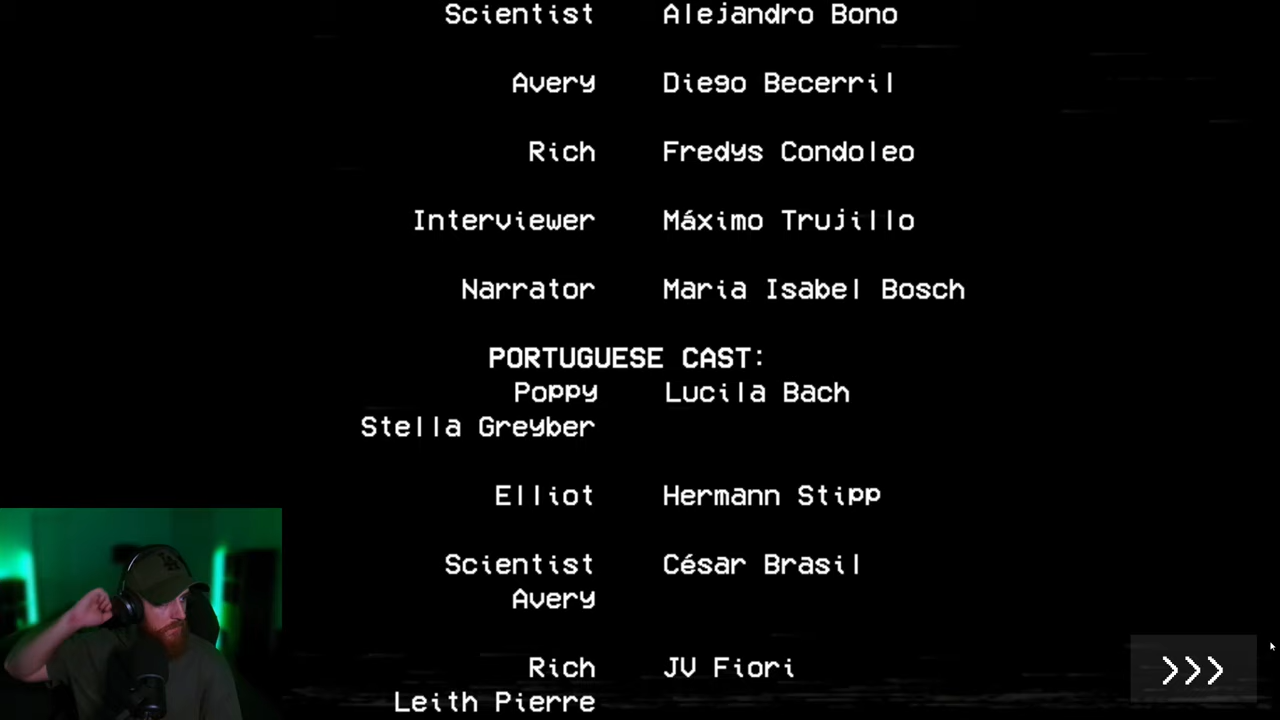 Scientist Alejandro Bono
Avery Diego Becerril
Rich Fredys Condoleo
Interviewer Máximo Trujillo
Narrator Maria Isabel Bosch
PORTUGUESE CAST:
Poppy Lucila Bach
Stella Greyber
Elliot Hermann Stipp
Scientist César Brasil
Avery
Rich JV Fiori
Leith Pierre
>>>